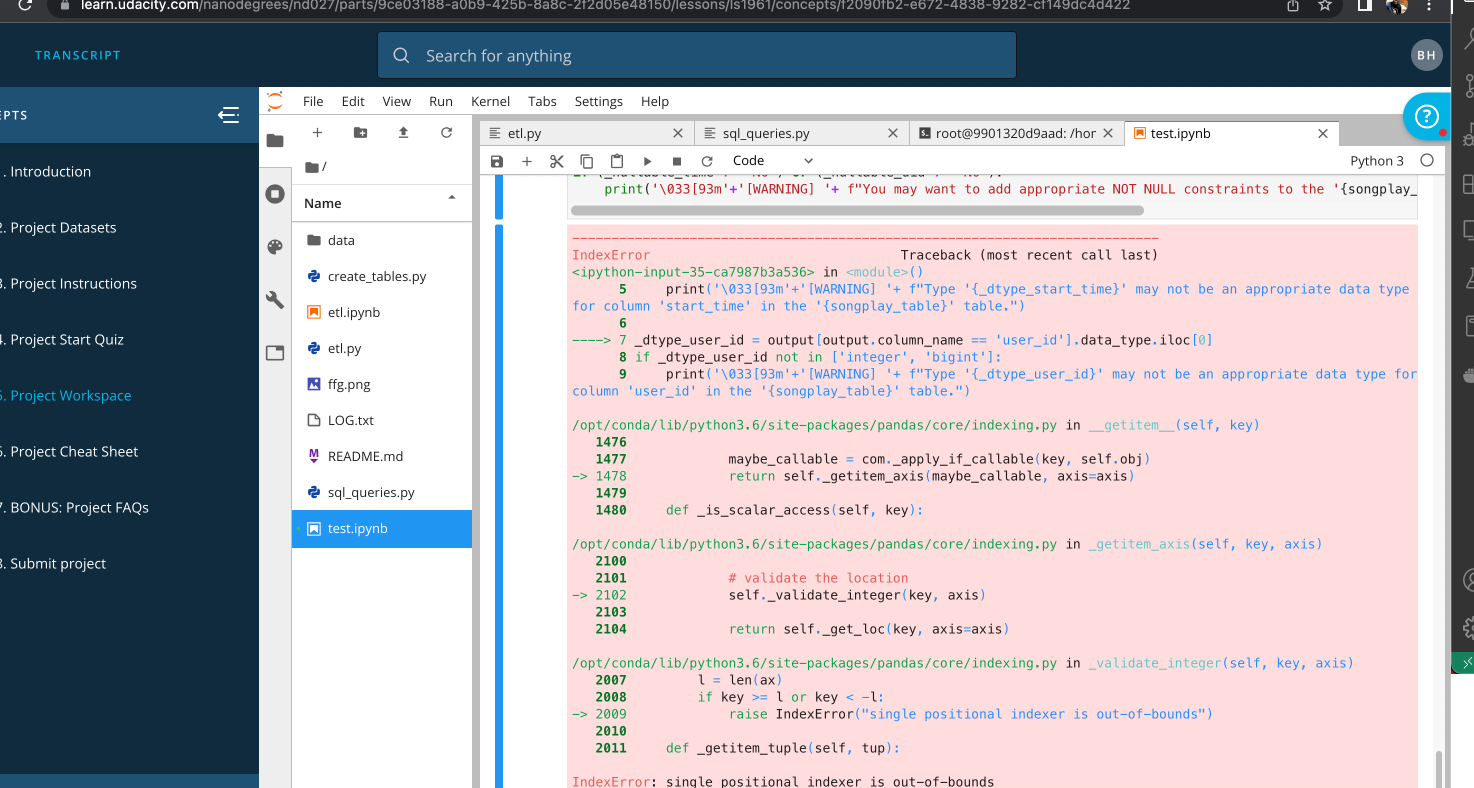 learn.udacity.com/nanodegrees/nd027/parts/9ce03188-a0b9-425b-8a8c-2f2d05e48150/lessons/ls1961/concepts/f2090fb2-e672-4838-9282-cf149dc4d422
TRANSCRIPT
Search for anything
BH
EPTS
. Introduction
2. Project Datasets
3. Project Instructions
4. Project Start Quiz
5. Project Workspace
6. Project Cheat Sheet
7. BONUS: Project FAQs
8. Submit project
File Edit View Run Kernel Tabs Settings Help
?
etl.py
sql_queries.py
root@9901320d9aad: /hor
test.ipynb
Code
Python 3
/
Name
data
create_tables.py
etl.ipynb
etl.py
ffg.png
LOG.txt
README.md
sql_queries.py
test.ipynb
print('\033[93m'+'[WARNING] '+ f"You may want to add appropriate NOT NULL constraints to the '{songplay_
---------------------------------------------------------------------------
IndexError Traceback (most recent call last)
<ipython-input-35-ca7987b3a536> in <module>()
5 print('\033[93m'+'[WARNING] '+ f"Type '{_dtype_start_time}' may not be an appropriate data type
for column 'start_time' in the '{songplay_table}' table.")
6
----> 7 _dtype_user_id = output[output.column_name == 'user_id'].data_type.iloc[0]
8 if _dtype_user_id not in ['integer', 'bigint']:
9 print('\033[93m'+'[WARNING] '+ f"Type '{_dtype_user_id}' may not be an appropriate data type for
column 'user_id' in the '{songplay_table}' table.")
/opt/conda/lib/python3.6/site-packages/pandas/core/indexing.py in __getitem__(self, key)
1476
1477 maybe_callable = com._apply_if_callable(key, self.obj)
-> 1478 return self._getitem_axis(maybe_callable, axis=axis)
1479
1480 def _is_scalar_access(self, key):
/opt/conda/lib/python3.6/site-packages/pandas/core/indexing.py in _getitem_axis(self, key, axis)
2100
2101 # validate the location
-> 2102 self._validate_integer(key, axis)
2103
2104 return self._get_loc(key, axis=axis)
/opt/conda/lib/python3.6/site-packages/pandas/core/indexing.py in _validate_integer(self, key, axis)
2007 l = len(ax)
2008 if key >= l or key < -l:
-> 2009 raise IndexError("single positional indexer is out-of-bounds")
2010
2011 def _getitem_tuple(self, tup):
IndexError: single positional indexer is out-of-bounds